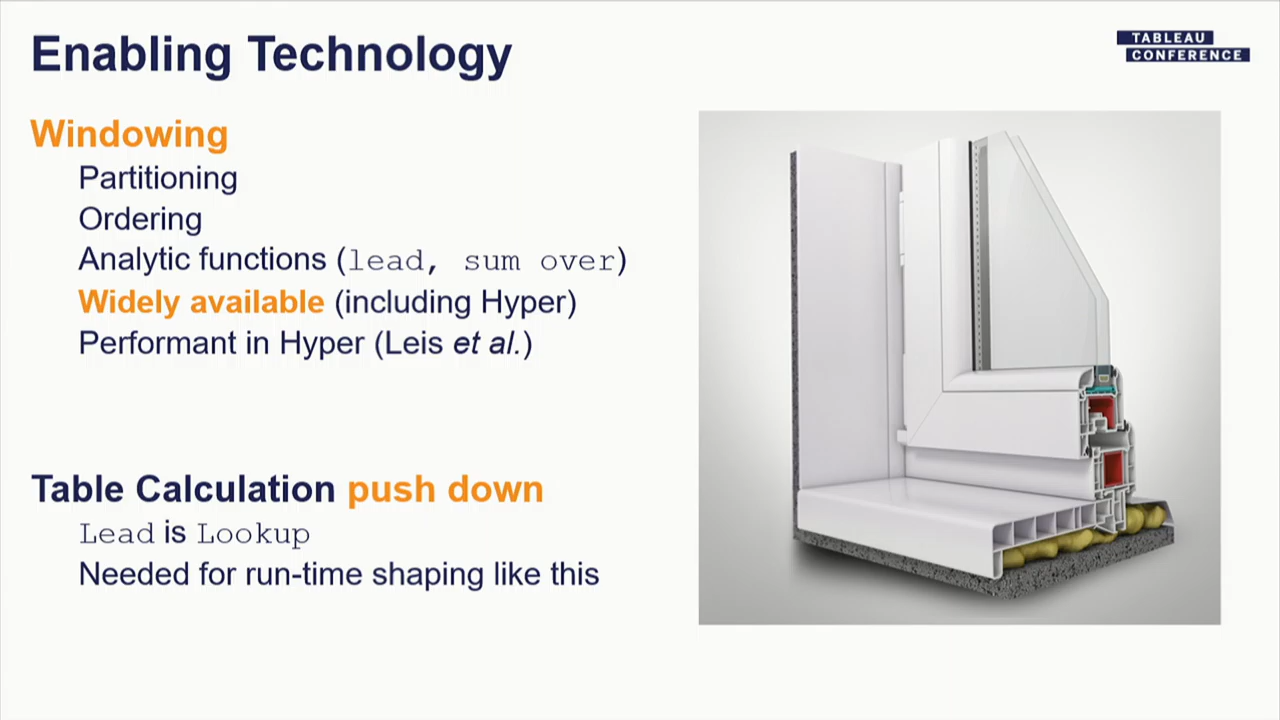 Enabling Technology
TABLEAU
CONFERENCE
Windowing
Partitioning
Ordering
Analytic functions (lead, sum over)
Widely available (including Hyper)
Performant in Hyper (Leis et al.)
Table Calculation push down
Lead is Lookup
Needed for run-time shaping like this